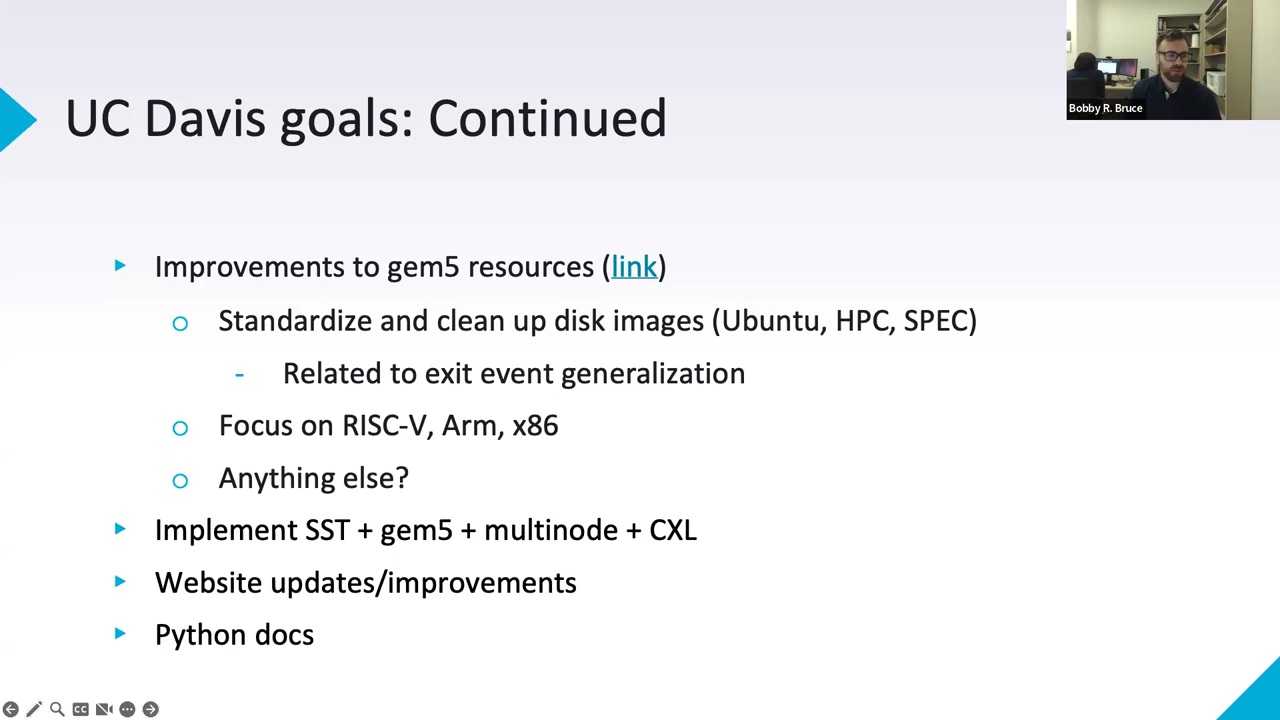 Bobby R. Bruce
UC Davis goals: Continued
Improvements to gem5 resources (link)
Standardize and clean up disk images (Ubuntu, HPC, SPEC)
- Related to exit event generalization
Focus on RISC-V, Arm, x86
Anything else?
Implement SST + gem5 + multinode + CXL
Website updates/improvements
Python docs
CC